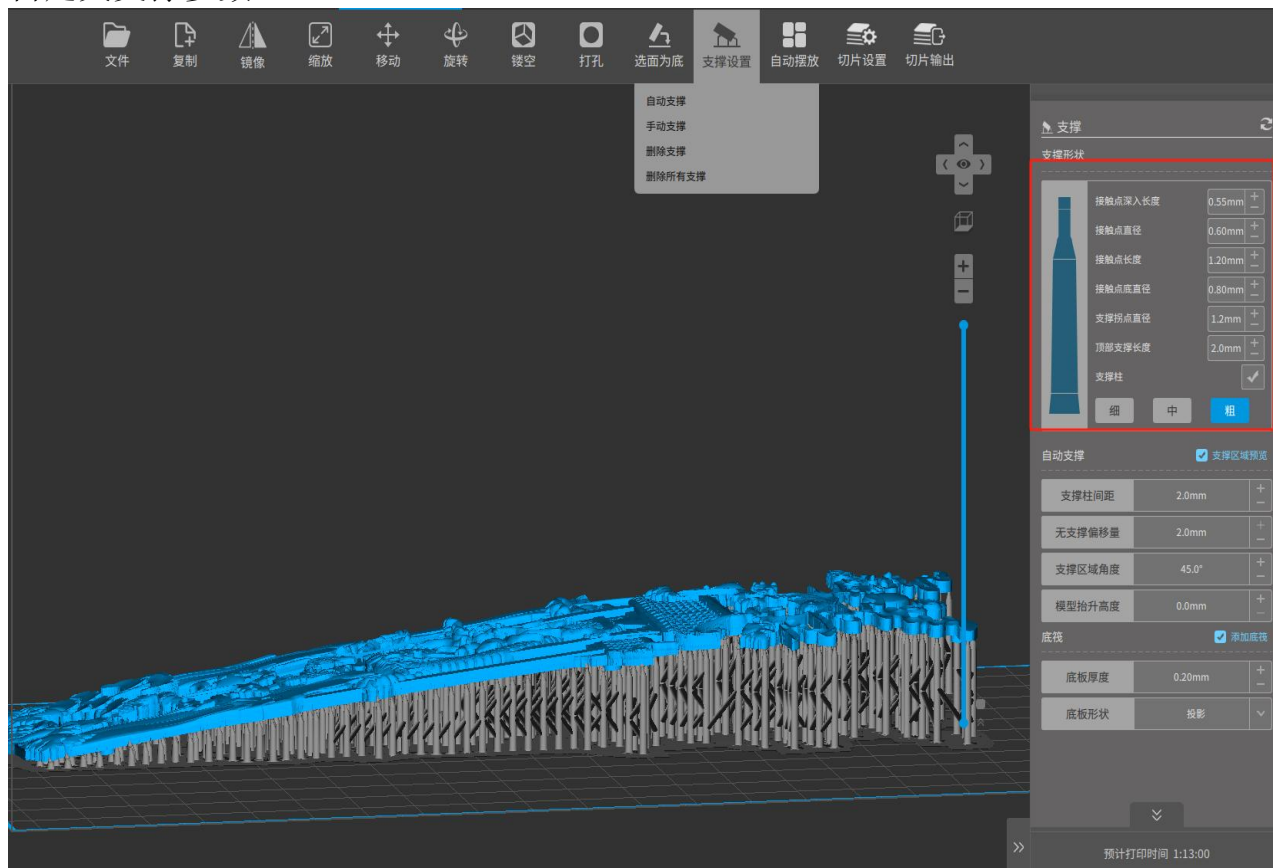 文件 复制 镜像 缩放 移动 旋转 镂空 打孔 选面为底 支撑设置 自动摆放 切片设置 切片输出
自动支撑
手动支撑
删除支撑
删除所有支撑
支撑
支撑形状
接触点深入长度 0.55mm
接触点直径 0.60mm
接触点长度 1.20mm
接触点底直径 0.80mm
支撑拐点直径 1.2mm
顶部支撑长度 2.0mm
支撑柱
细 中 粗
自动支撑 支撑区域预览
支撑柱间距 2.0mm
无支撑偏移量 2.0mm
支撑区域角度 45.0°
模型抬升高度 0.0mm
底筏 添加底筏
底板厚度 0.20mm
底板形状 投影
预计打印时间 1:13:00